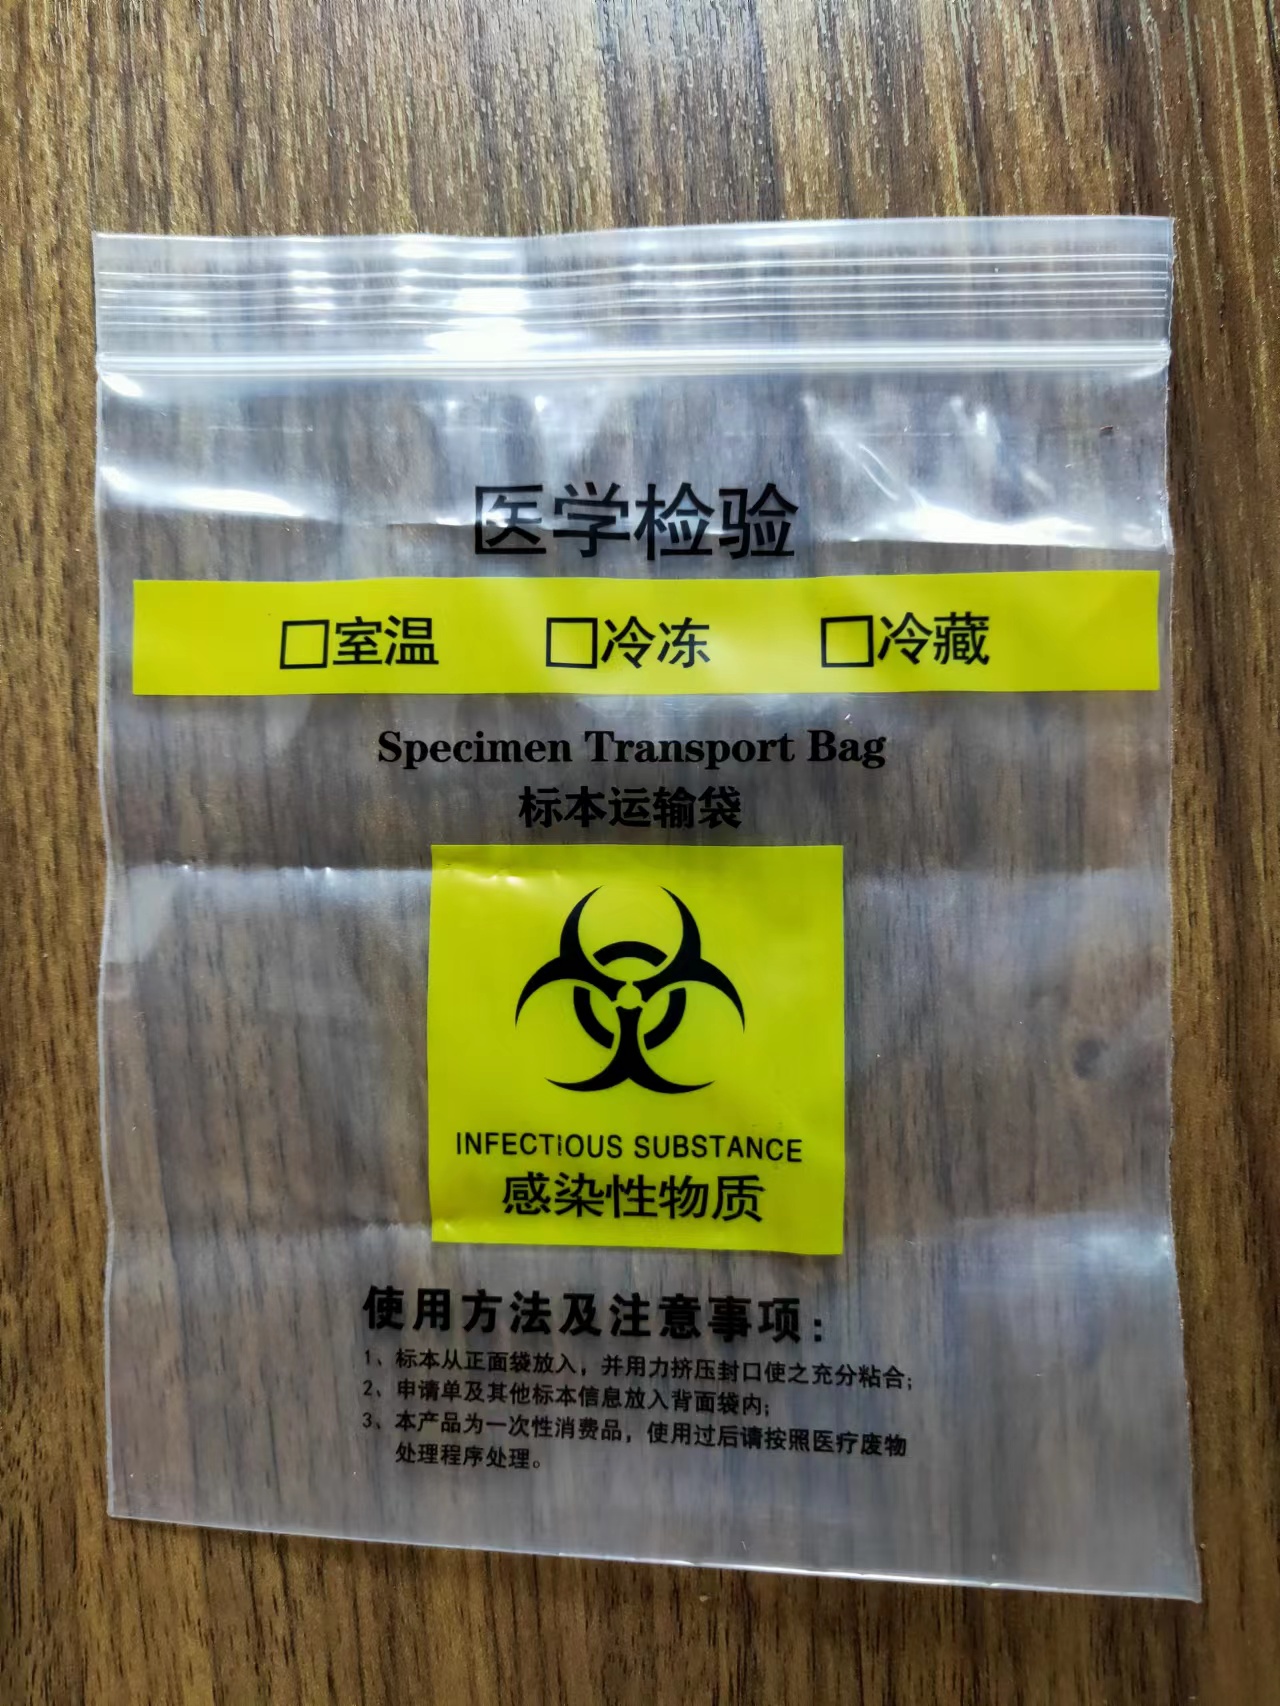 医学检验
□室温 □冷冻 □冷藏
Specimen Transport Bag
标本运输袋
INFECTIOUS SUBSTANCE
感染性物质
使用方法及注意事项：
1、标本从正面袋放入，并用力挤压封口使之充分粘合；
2、申请单及其他标本信息放入背面袋内；
3、本产品为一次性消费品，使用过后请按照医疗废物
处理程序处理。